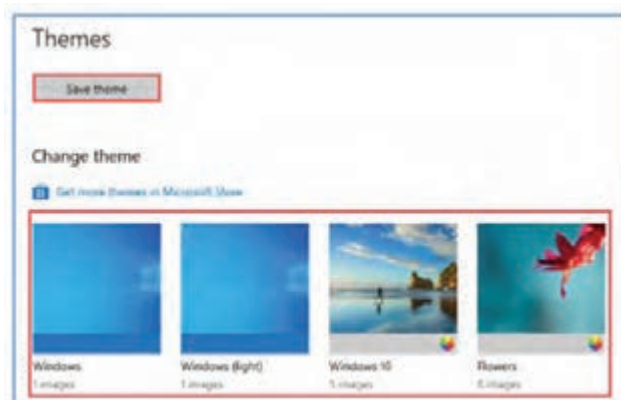 Themes
Save theme
Change theme
Get more themes in Microsoft Store
Windows Windows (light) Windows 10 Flowers
1 images 1 images 5 images 6 images